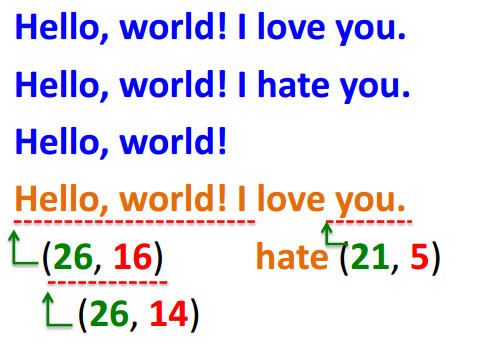 Hello, world! I love you.
Hello, world! I hate you.
Hello, world!
Hello, world! I love you.
(26, 16) hate (21, 5)
(26, 14)